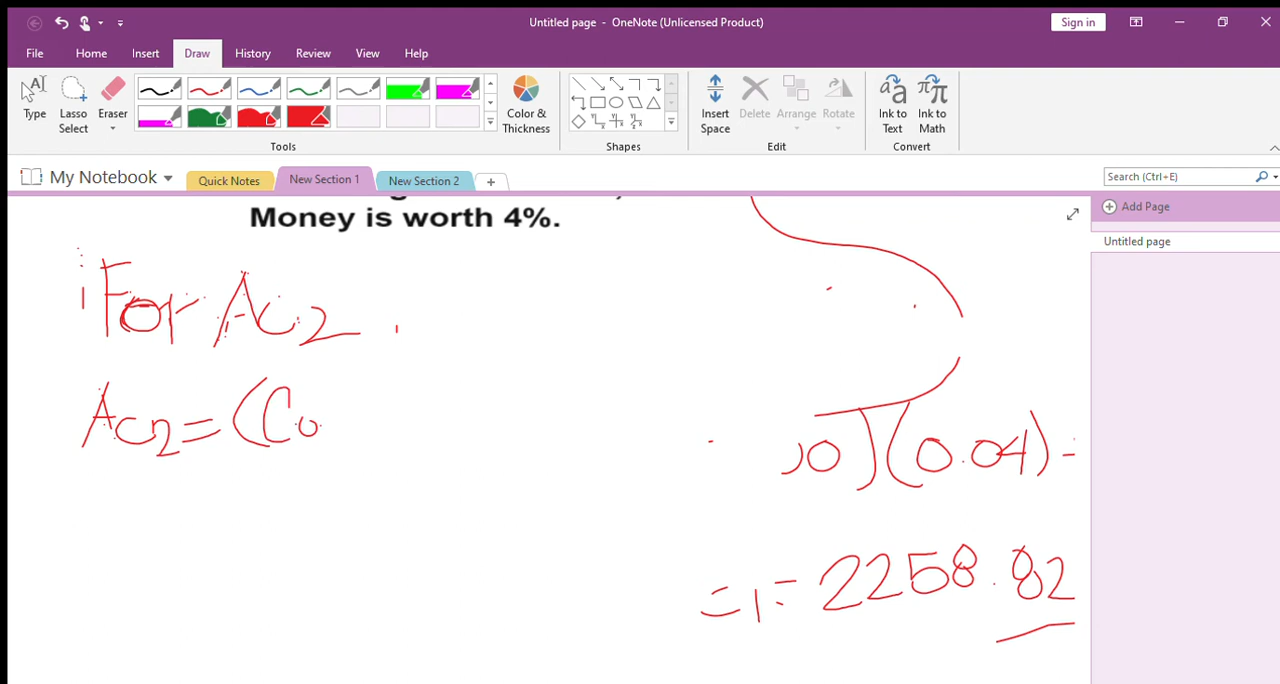 Untitled page - OneNote (Unlicensed Product)
Sign in
File Home Insert Draw History Review View Help
Type
Lasso Select
Eraser
Color & Thickness
Insert Space
Delete
Arrange
Rotate
Ink to Text
Ink to Math
Tools
Shapes
Edit
Convert
My Notebook
Quick Notes
New Section 1
New Section 2
Search (Ctrl+E)
Add Page
Untitled page
Money is worth 4%.
For Ac2
Ac2 = (Co
0)(0.04) =
2258.82